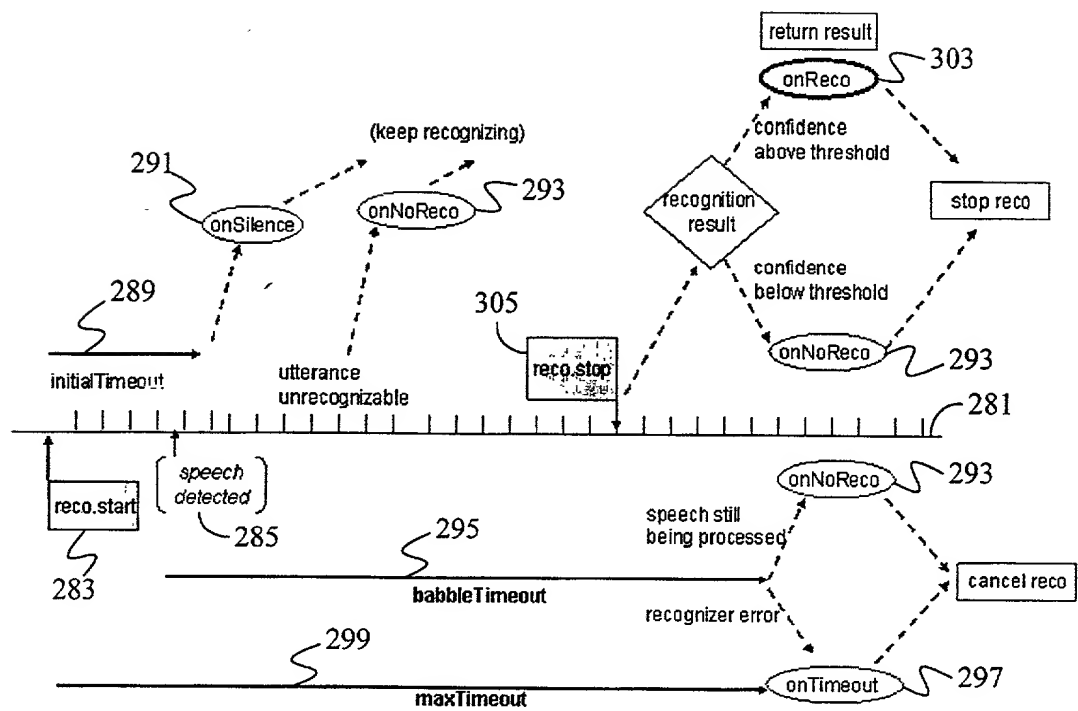 return result
onReco
303
confidence
above threshold
(keep recognizing)
291
onSilence
onNoReco
293
recognition
result
stop reco
confidence
below threshold
289
initialTimeout
utterance
unrecognizable
305
reco.stop
onNoReco
293
281
reco.start
283
speech
detected
285
295
babbleTimeout
speech still
being processed
onNoReco
293
cancel reco
recognizer error
299
maxTimeout
onTimeout
297